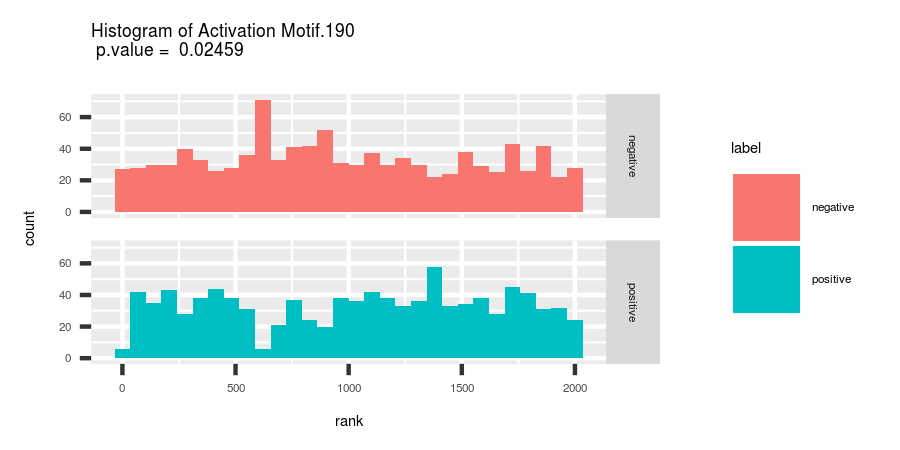 Histogram of Activation Motif.190
p.value = 0.02459
count
60
40
20
0
negative
60
40
20
0
positive
0 500 1000 1500 2000
rank
label
negative
positive